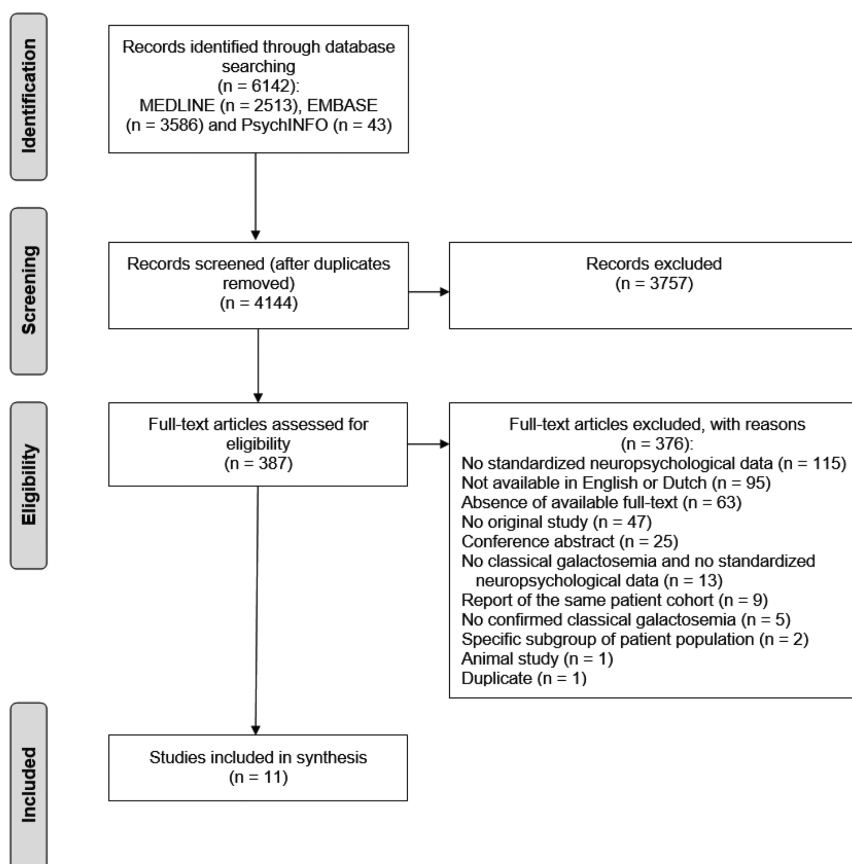 Identification
Records identified through database
searching
(n = 6142):
MEDLINE (n = 2513), EMBASE
(n = 3586) and PsychINFO (n = 43)
Screening
Records screened (after duplicates
removed)
(n = 4144)
Records excluded
(n = 3757)
Eligibility
Full-text articles assessed for
eligibility
(n = 387)
Full-text articles excluded, with reasons
(n = 376):
No standardized neuropsychological data (n = 115)
Not available in English or Dutch (n = 95)
Absence of available full-text (n = 63)
No original study (n = 47)
Conference abstract (n = 25)
No classical galactosemia and no standardized
neuropsychological data (n = 13)
Report of the same patient cohort (n = 9)
No confirmed classical galactosemia (n = 5)
Specific subgroup of patient population (n = 2)
Animal study (n = 1)
Duplicate (n = 1)
Included
Studies included in synthesis
(n = 11)